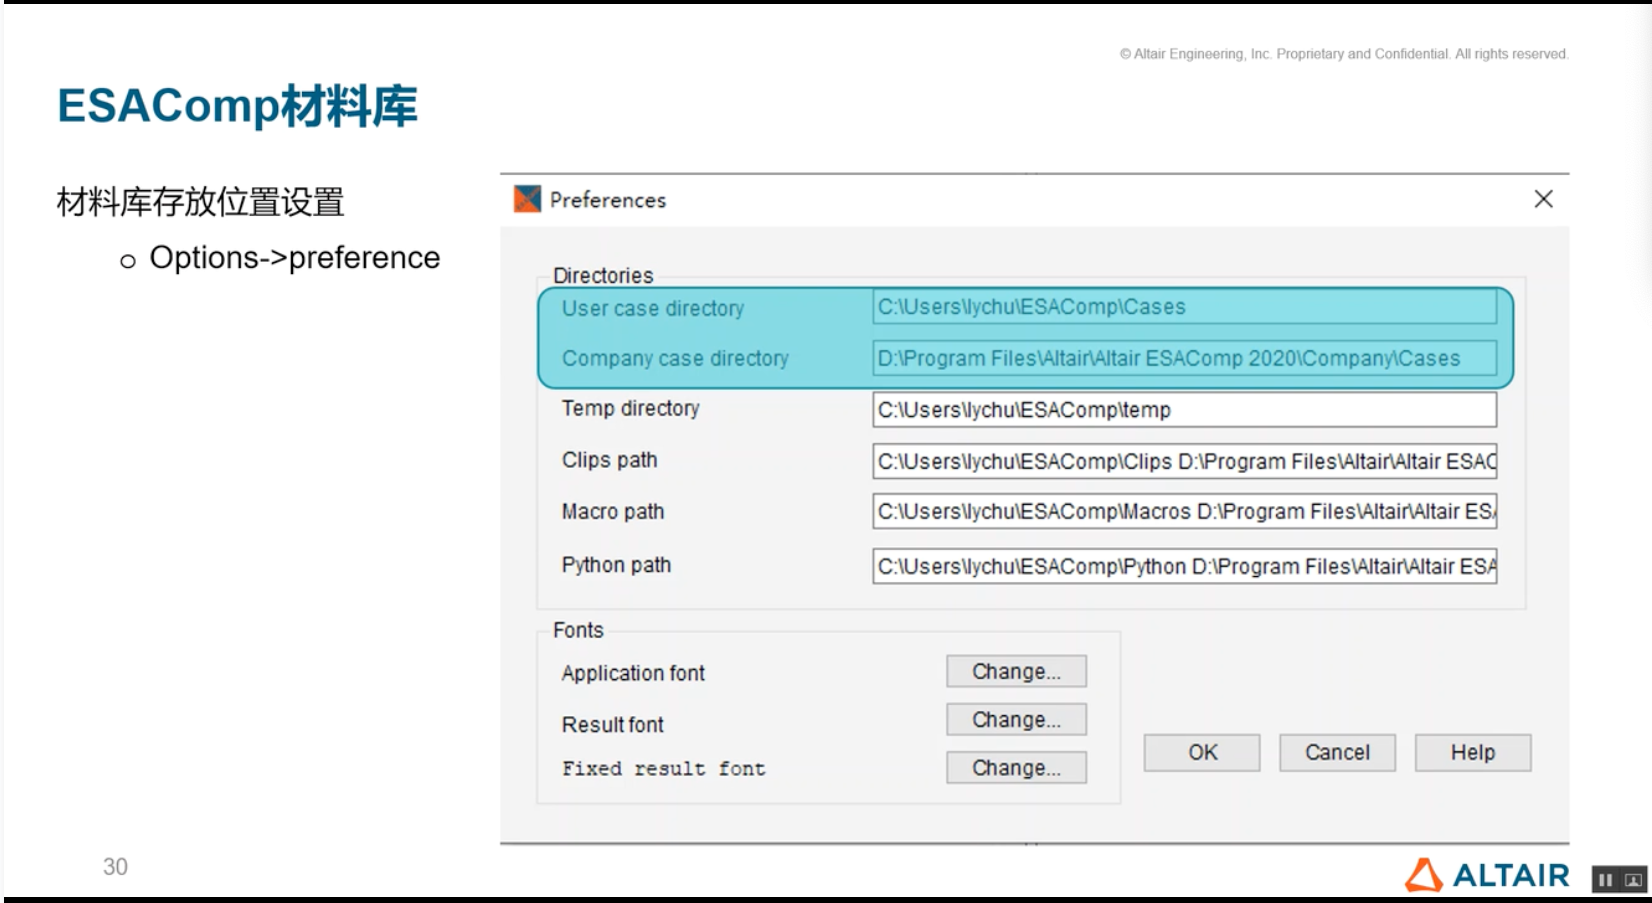 © Altair Engineering, Inc. Proprietary and Confidential. All rights reserved.
ESAComp材料库
材料库存放位置设置
o Options->preference
Preferences
Directories
User case directory C:\Users\lychu\ESAComp\Cases
Company case directory D:\Program Files\Altair\Altair ESAComp 2020\Company\Cases
Temp directory C:\Users\lychu\ESAComp\temp
Clips path C:\Users\lychu\ESAComp\Clips D:\Program Files\Altair\Altair ESAC
Macro path C:\Users\lychu\ESAComp\Macros D:\Program Files\Altair\Altair ESA
Python path C:\Users\lychu\ESAComp\Python D:\Program Files\Altair\Altair ESA
Fonts
Application font Change...
Result font Change...
Fixed result font Change...
OK Cancel Help
30
ALTAIR